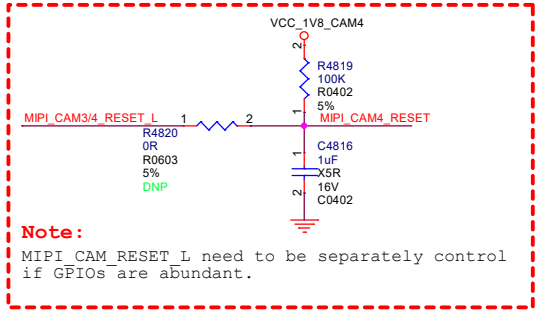 VCC_1V8_CAM4
2
R4819
100K
R0402
5%
1
MIPI_CAM3/4_RESET_L
1
2
MIPI_CAM4_RESET
R4820
0R
R0603
5%
DNP
1
C4816
1uF
X5R
16V
C0402
2
Note:
MIPI_CAM_RESET_L need to be separately control
if GPIOs are abundant.